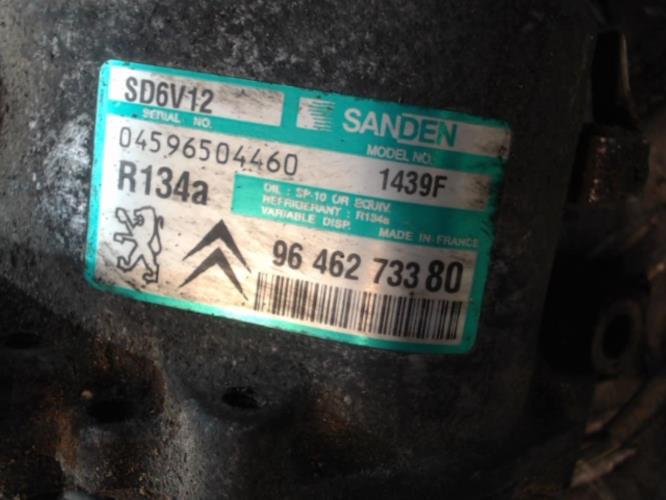 SD6V12
SANDEN
SERIAL NO.
MODEL NO.
04596504460
1439F
R134a
OIL : SP-10 OR EQUIV.
REFRIGERANT : R134a
VARIABLE DISP.
MADE IN FRANCE
96 462 733 80